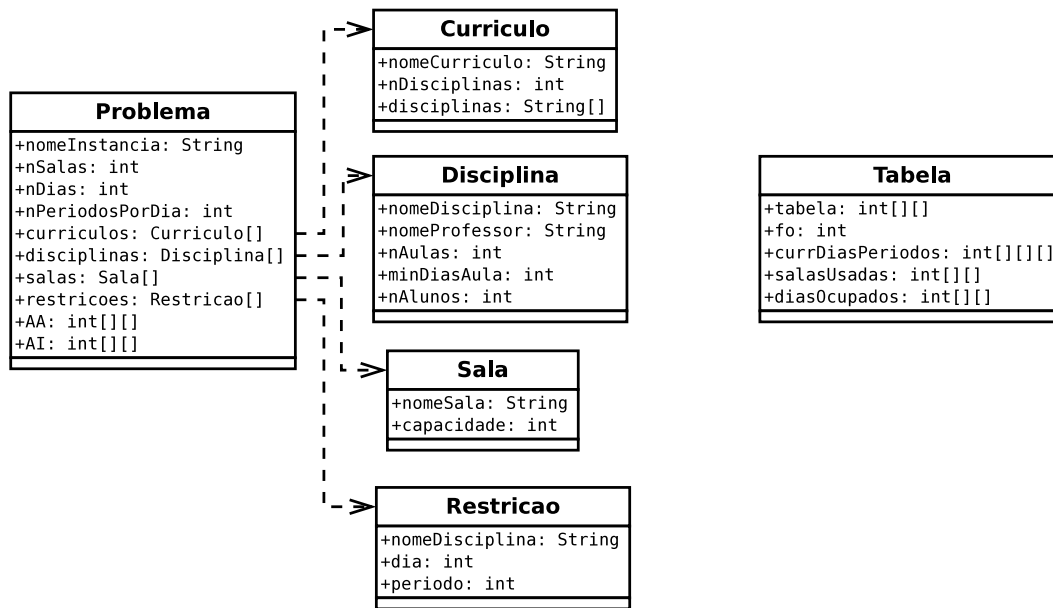 Problema
+nomeInstancia: String
+nSalas: int
+nDias: int
+nPeriodosPorDia: int
+curriculos: Curriculo[]
+disciplinas: Disciplina[]
+salas: Sala[]
+restricoes: Restricao[]
+AA: int[][]
+AI: int[][]
Curriculo
+nomeCurriculo: String
+nDisciplinas: int
+disciplinas: String[]
Disciplina
+nomeDisciplina: String
+nomeProfessor: String
+nAulas: int
+minDiasAula: int
+nAlunos: int
Sala
+nomeSala: String
+capacidade: int
Restricao
+nomeDisciplina: String
+dia: int
+periodo: int
Tabela
+tabela: int[][]
+fo: int
+currDiasPeriodos: int[][][]
+salasUsadas: int[][]
+diasOcupados: int[][]